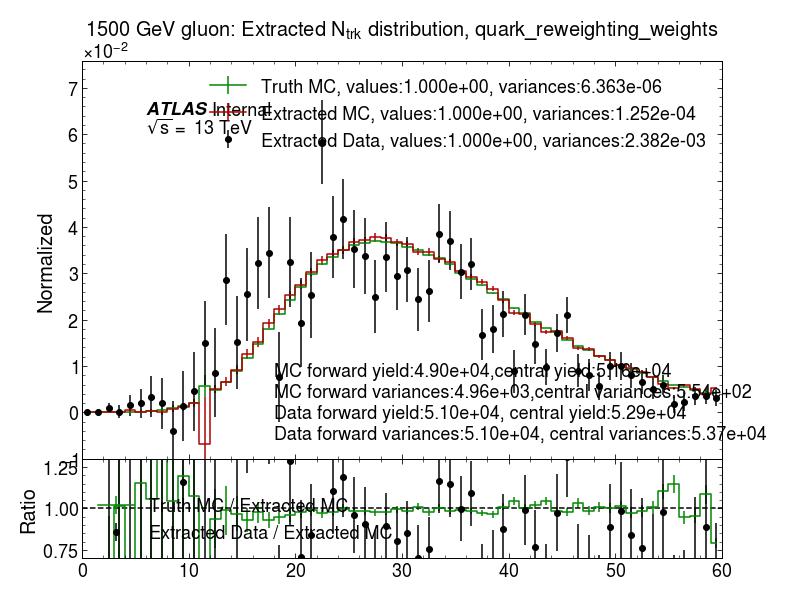 1500 GeV gluon: Extracted Ntrk distribution, quark_reweighting_weights
×10−2
Truth MC, values:1.000e+00, variances:6.363e-06
ATLAS Internal
Extracted MC, values:1.000e+00, variances:1.252e-04
√s = 13 TeV
Extracted Data, values:1.000e+00, variances:2.382e-03
7
6
5
4
3
2
1
0
1
Normalized
MC forward yield:4.90e+04,central yield:5.18e+04
MC forward variances:4.96e+03,central variances:5.54e+02
Data forward yield:5.10e+04, central yield:5.29e+04
Data forward variances:5.10e+04, central variances:5.37e+04
1.25
1.00
0.75
Ratio
Truth MC / Extracted MC
Extracted Data / Extracted MC
0 10 20 30 40 50 60